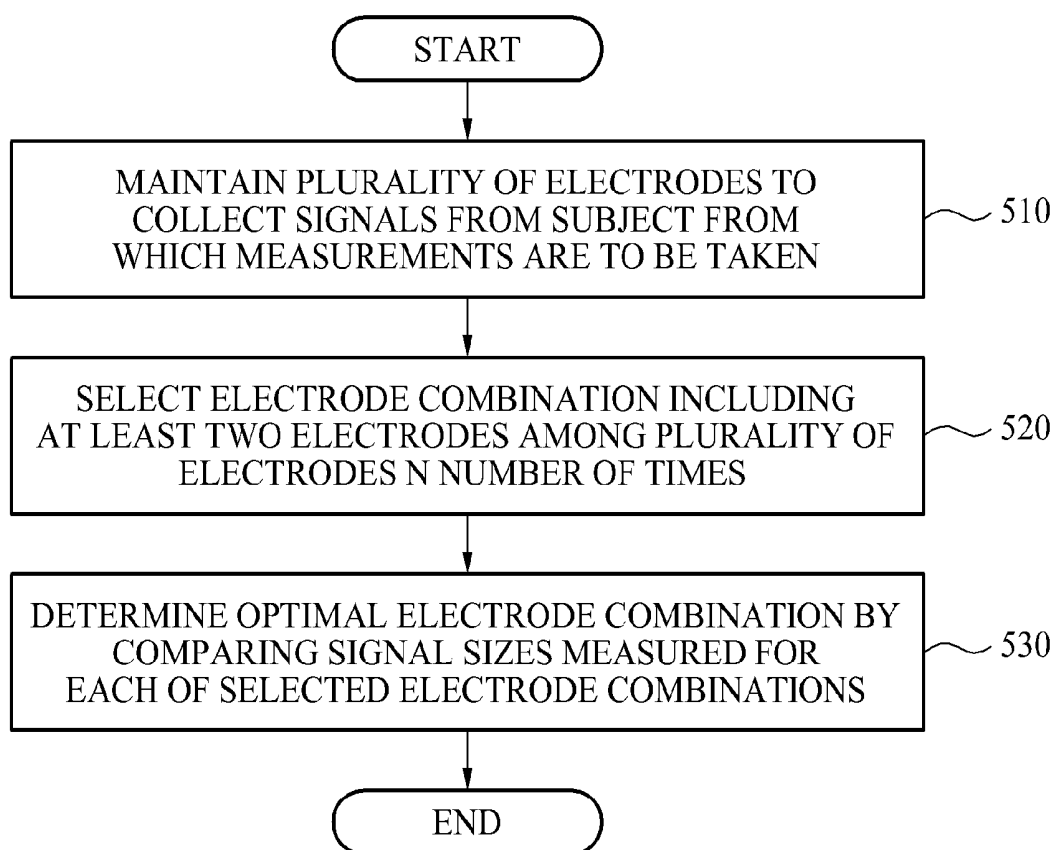 START
MAINTAIN PLURALITY OF ELECTRODES TO
COLLECT SIGNALS FROM SUBJECT FROM
WHICH MEASUREMENTS ARE TO BE TAKEN
510
SELECT ELECTRODE COMBINATION INCLUDING
AT LEAST TWO ELECTRODES AMONG PLURALITY OF
ELECTRODES N NUMBER OF TIMES
520
DETERMINE OPTIMAL ELECTRODE COMBINATION BY
COMPARING SIGNAL SIZES MEASURED FOR
EACH OF SELECTED ELECTRODE COMBINATIONS
530
END